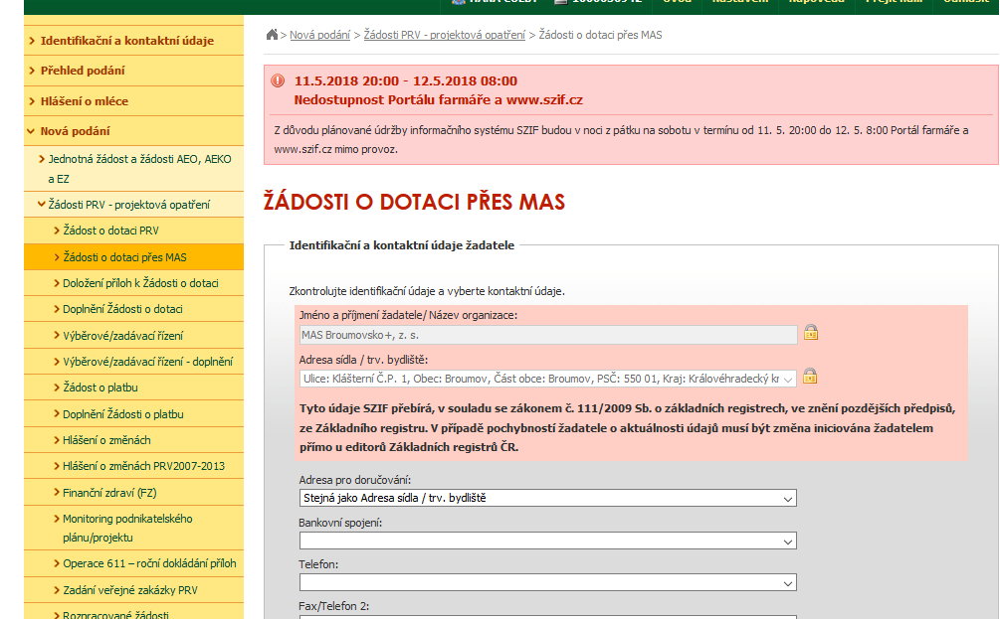 Identifikační a kontaktní údaje
Přehled podání
Hlášení o mléce
Nová podání
Jednotná žádost a žádosti AEO, AEKO
a EZ
Žádosti PRV - projektová opatření
Žádost o dotaci PRV
Žádosti o dotaci přes MAS
Doložení příloh k Žádosti o dotaci
Doplnění Žádosti o dotaci
Výběrové/zadávací řízení
Výběrové/zadávací řízení - doplnění
Žádost o platbu
Doplnění Žádosti o platbu
Hlášení o změnách
Hlášení o změnách PRV2007-2013
Finanční zdraví (FZ)
Monitoring podnikatelského
plánu/projektu
Operace 611 – roční dokládání příloh
Zadání veřejné zakázky PRV
Rozpracované žádosti
> Nová podání > Žádosti PRV - projektová opatření > Žádosti o dotaci přes MAS
11.5.2018 20:00 - 12.5.2018 08:00
Nedostupnost Portálu farmáře a www.szif.cz
Z důvodu plánované údržby informačního systému SZIF budou v noci z pátku na sobotu v termínu od 11. 5. 20:00 do 12. 5. 8:00 Portál farmáře a
www.szif.cz mimo provoz.
ŽÁDOSTI O DOTACI PŘES MAS
Identifikační a kontaktní údaje žadatele
Zkontrolujte identifikační údaje a vyberte kontaktní údaje.
Jméno a příjmení žadatele/ Název organizace:
MAS Broumovsko+, z. s.
Adresa sídla / trv. bydliště:
Ulice: Klášterní Č.P. 1, Obec: Broumov, Část obce: Broumov, PSČ: 550 01, Kraj: Královéhradecký kr
Tyto údaje SZIF přebírá, v souladu se zákonem č. 111/2009 Sb. o základních registrech, ve znění pozdějších předpisů,
ze Základního registru. V případě pochybností žadatele o aktuálnosti údajů musí být změna iniciována žadatelem
přímo u editorů Základních registrů ČR.
Adresa pro doručování:
Stejná jako Adresa sídla / trv. bydliště
Bankovní spojení:
Telefon:
Fax/Telefon 2: